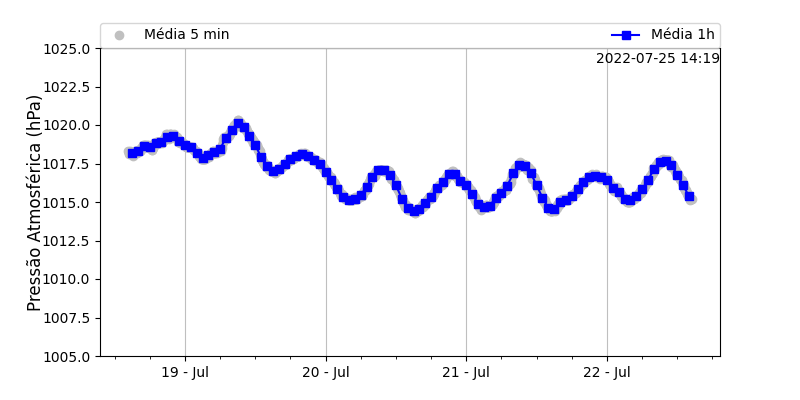 Média 5 min
Média 1h
2022-07-25 14:19
Pressão Atmosférica (hPa)
1025.0
1022.5
1020.0
1017.5
1015.0
1012.5
1010.0
1007.5
1005.0
19 - Jul
20 - Jul
21 - Jul
22 - Jul